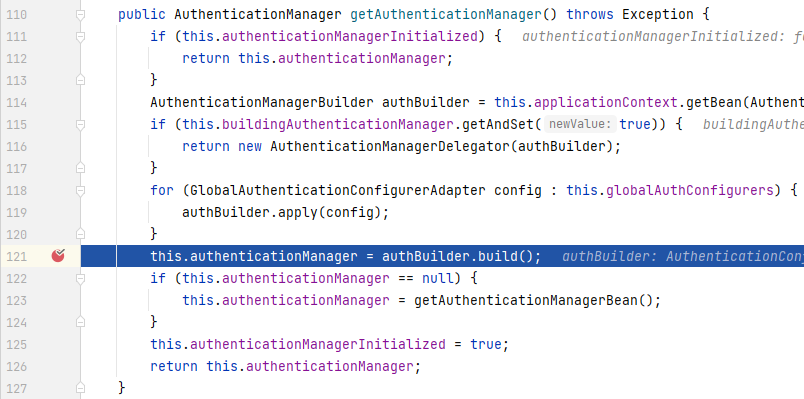 110 public AuthenticationManager getAuthenticationManager() throws Exception {
111 if (this.authenticationManagerInitialized) { authenticationManagerInitialized: f
112 return this.authenticationManager;
113 }
114 AuthenticationManagerBuilder authBuilder = this.applicationContext.getBean(Authent
115 if (this.buildingAuthenticationManager.getAndSet( newValue: true)) { buildingAuthe
116 return new AuthenticationManagerDelegator(authBuilder);
117 }
118 for (GlobalAuthenticationConfigurerAdapter config : this.globalAuthConfigurers) {
119 authBuilder.apply(config);
120 }
121 this.authenticationManager = authBuilder.build(); authBuilder: AuthenticationConf
122 if (this.authenticationManager == null) {
123 this.authenticationManager = getAuthenticationManagerBean();
124 }
125 this.authenticationManagerInitialized = true;
126 return this.authenticationManager;
127 }